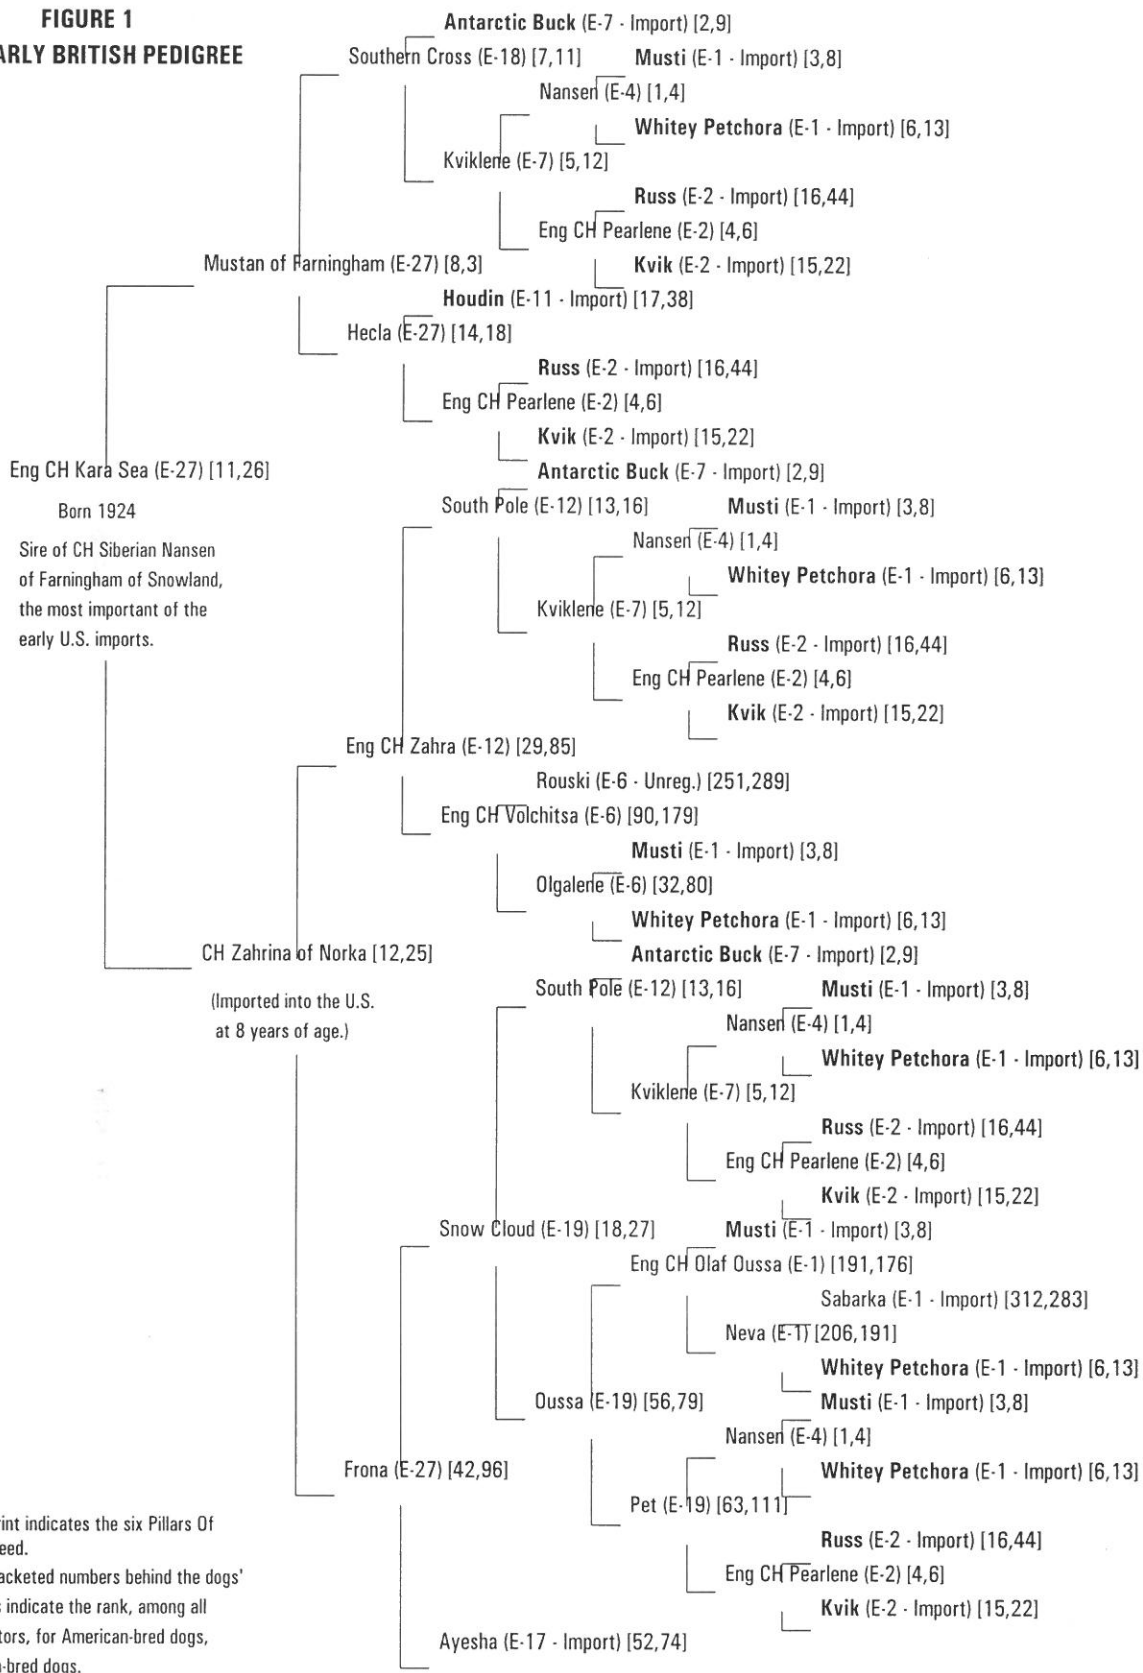 FIGURE 1
ARLY BRITISH PEDIGREE
Antarctic Buck (E-7 - Import) [2,9]
Southern Cross (E-18) [7,11]
Musti (E-1 - Import) [3,8]
Nansen (E-4) [1,4]
Whitey Petchora (E-1 - Import) [6,13]
Kviklene (E-7) [5,12]
Russ (E-2 - Import) [16,44]
Eng CH Pearlene (E-2) [4,6]
Kvik (E-2 - Import) [15,22]
Mustan of Farningham (E-27) [8,3]
Houdin (E-11 - Import) [17,38]
Hecla (E-27) [14,18]
Russ (E-2 - Import) [16,44]
Eng CH Pearlene (E-2) [4,6]
Kvik (E-2 - Import) [15,22]
Eng CH Kara Sea (E-27) [11,26]
Born 1924
Sire of CH Siberian Nansen
of Farningham of Snowland,
the most important of the
early U.S. imports.
Antarctic Buck (E-7 - Import) [2,9]
South Pole (E-12) [13,16]
Musti (E-1 - Import) [3,8]
Nansen (E-4) [1,4]
Whitey Petchora (E-1 - Import) [6,13]
Kviklene (E-7) [5,12]
Russ (E-2 - Import) [16,44]
Eng CH Pearlene (E-2) [4,6]
Kvik (E-2 - Import) [15,22]
Eng CH Zahra (E-12) [29,85]
Rouski (E-6 - Unreg.) [251,289]
Eng CH Volchitsa (E-6) [90,179]
Musti (E-1 - Import) [3,8]
Olgalene (E-6) [32,80]
Whitey Petchora (E-1 - Import) [6,13]
CH Zahrina of Norka [12,25]
(Imported into the U.S.
at 8 years of age.)
Antarctic Buck (E-7 - Import) [2,9]
South Pole (E-12) [13,16]
Musti (E-1 - Import) [3,8]
Nansen (E-4) [1,4]
Whitey Petchora (E-1 - Import) [6,13]
Kviklene (E-7) [5,12]
Russ (E-2 - Import) [16,44]
Eng CH Pearlene (E-2) [4,6]
Kvik (E-2 - Import) [15,22]
Snow Cloud (E-19) [18,27]
Musti (E-1 - Import) [3,8]
Eng CH Olaf Oussa (E-1) [191,176]
Sabarka (E-1 - Import) [312,283]
Neva (E-1) [206,191]
Whitey Petchora (E-1 - Import) [6,13]
Oussa (E-19) [56,79]
Musti (E-1 - Import) [3,8]
Nansen (E-4) [1,4]
Whitey Petchora (E-1 - Import) [6,13]
Pet (E-19) [63,111]
Russ (E-2 - Import) [16,44]
Eng CH Pearlene (E-2) [4,6]
Kvik (E-2 - Import) [15,22]
Frona (E-27) [42,96]
Ayesha (E-17 - Import) [52,74]
rint indicates the six Pillars Of
eed.
acketed numbers behind the dogs'
s indicate the rank, among all
tors, for American-bred dogs,
-bred dogs.